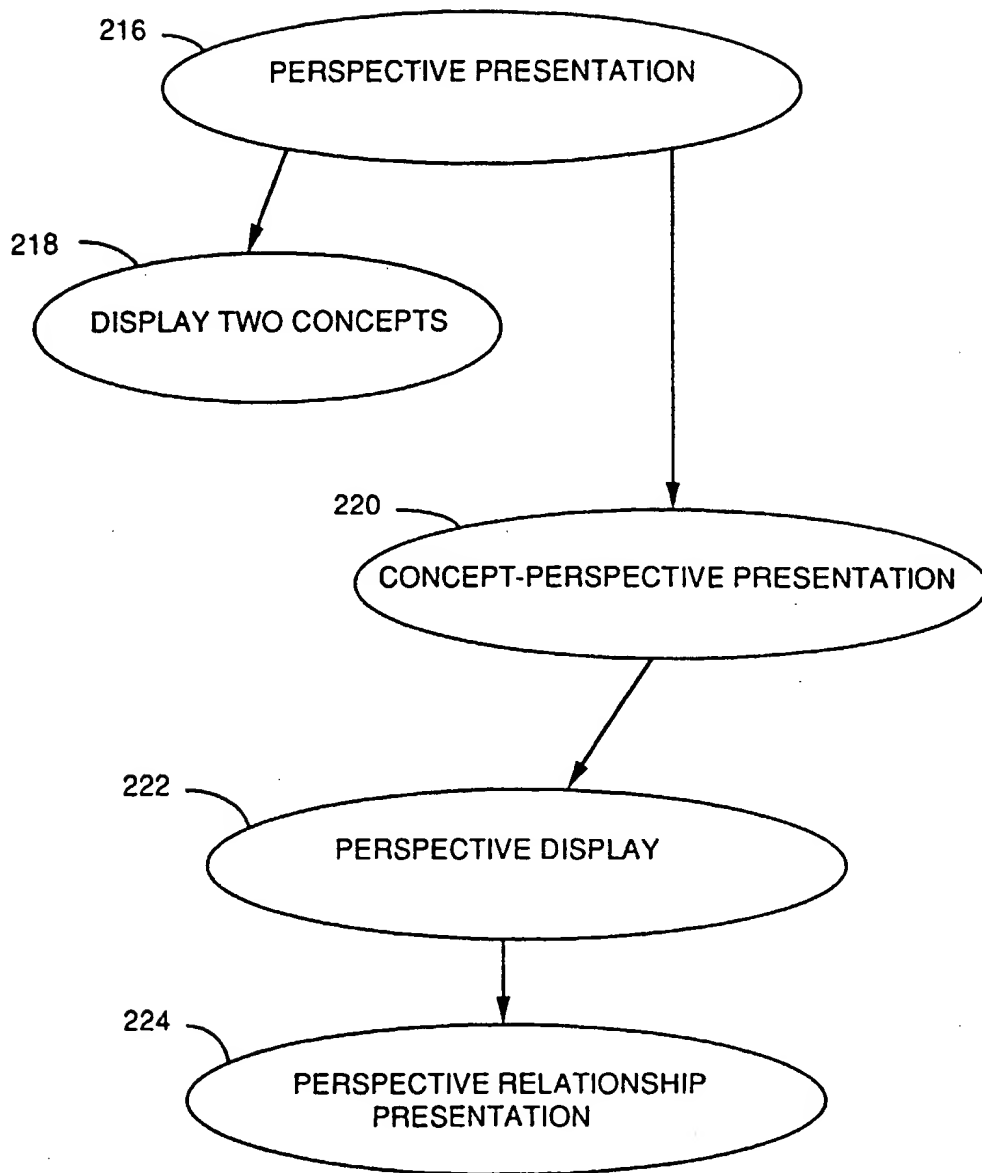 216
PERSPECTIVE PRESENTATION
218
DISPLAY TWO CONCEPTS
220
CONCEPT-PERSPECTIVE PRESENTATION
222
PERSPECTIVE DISPLAY
224
PERSPECTIVE RELATIONSHIP
PRESENTATION